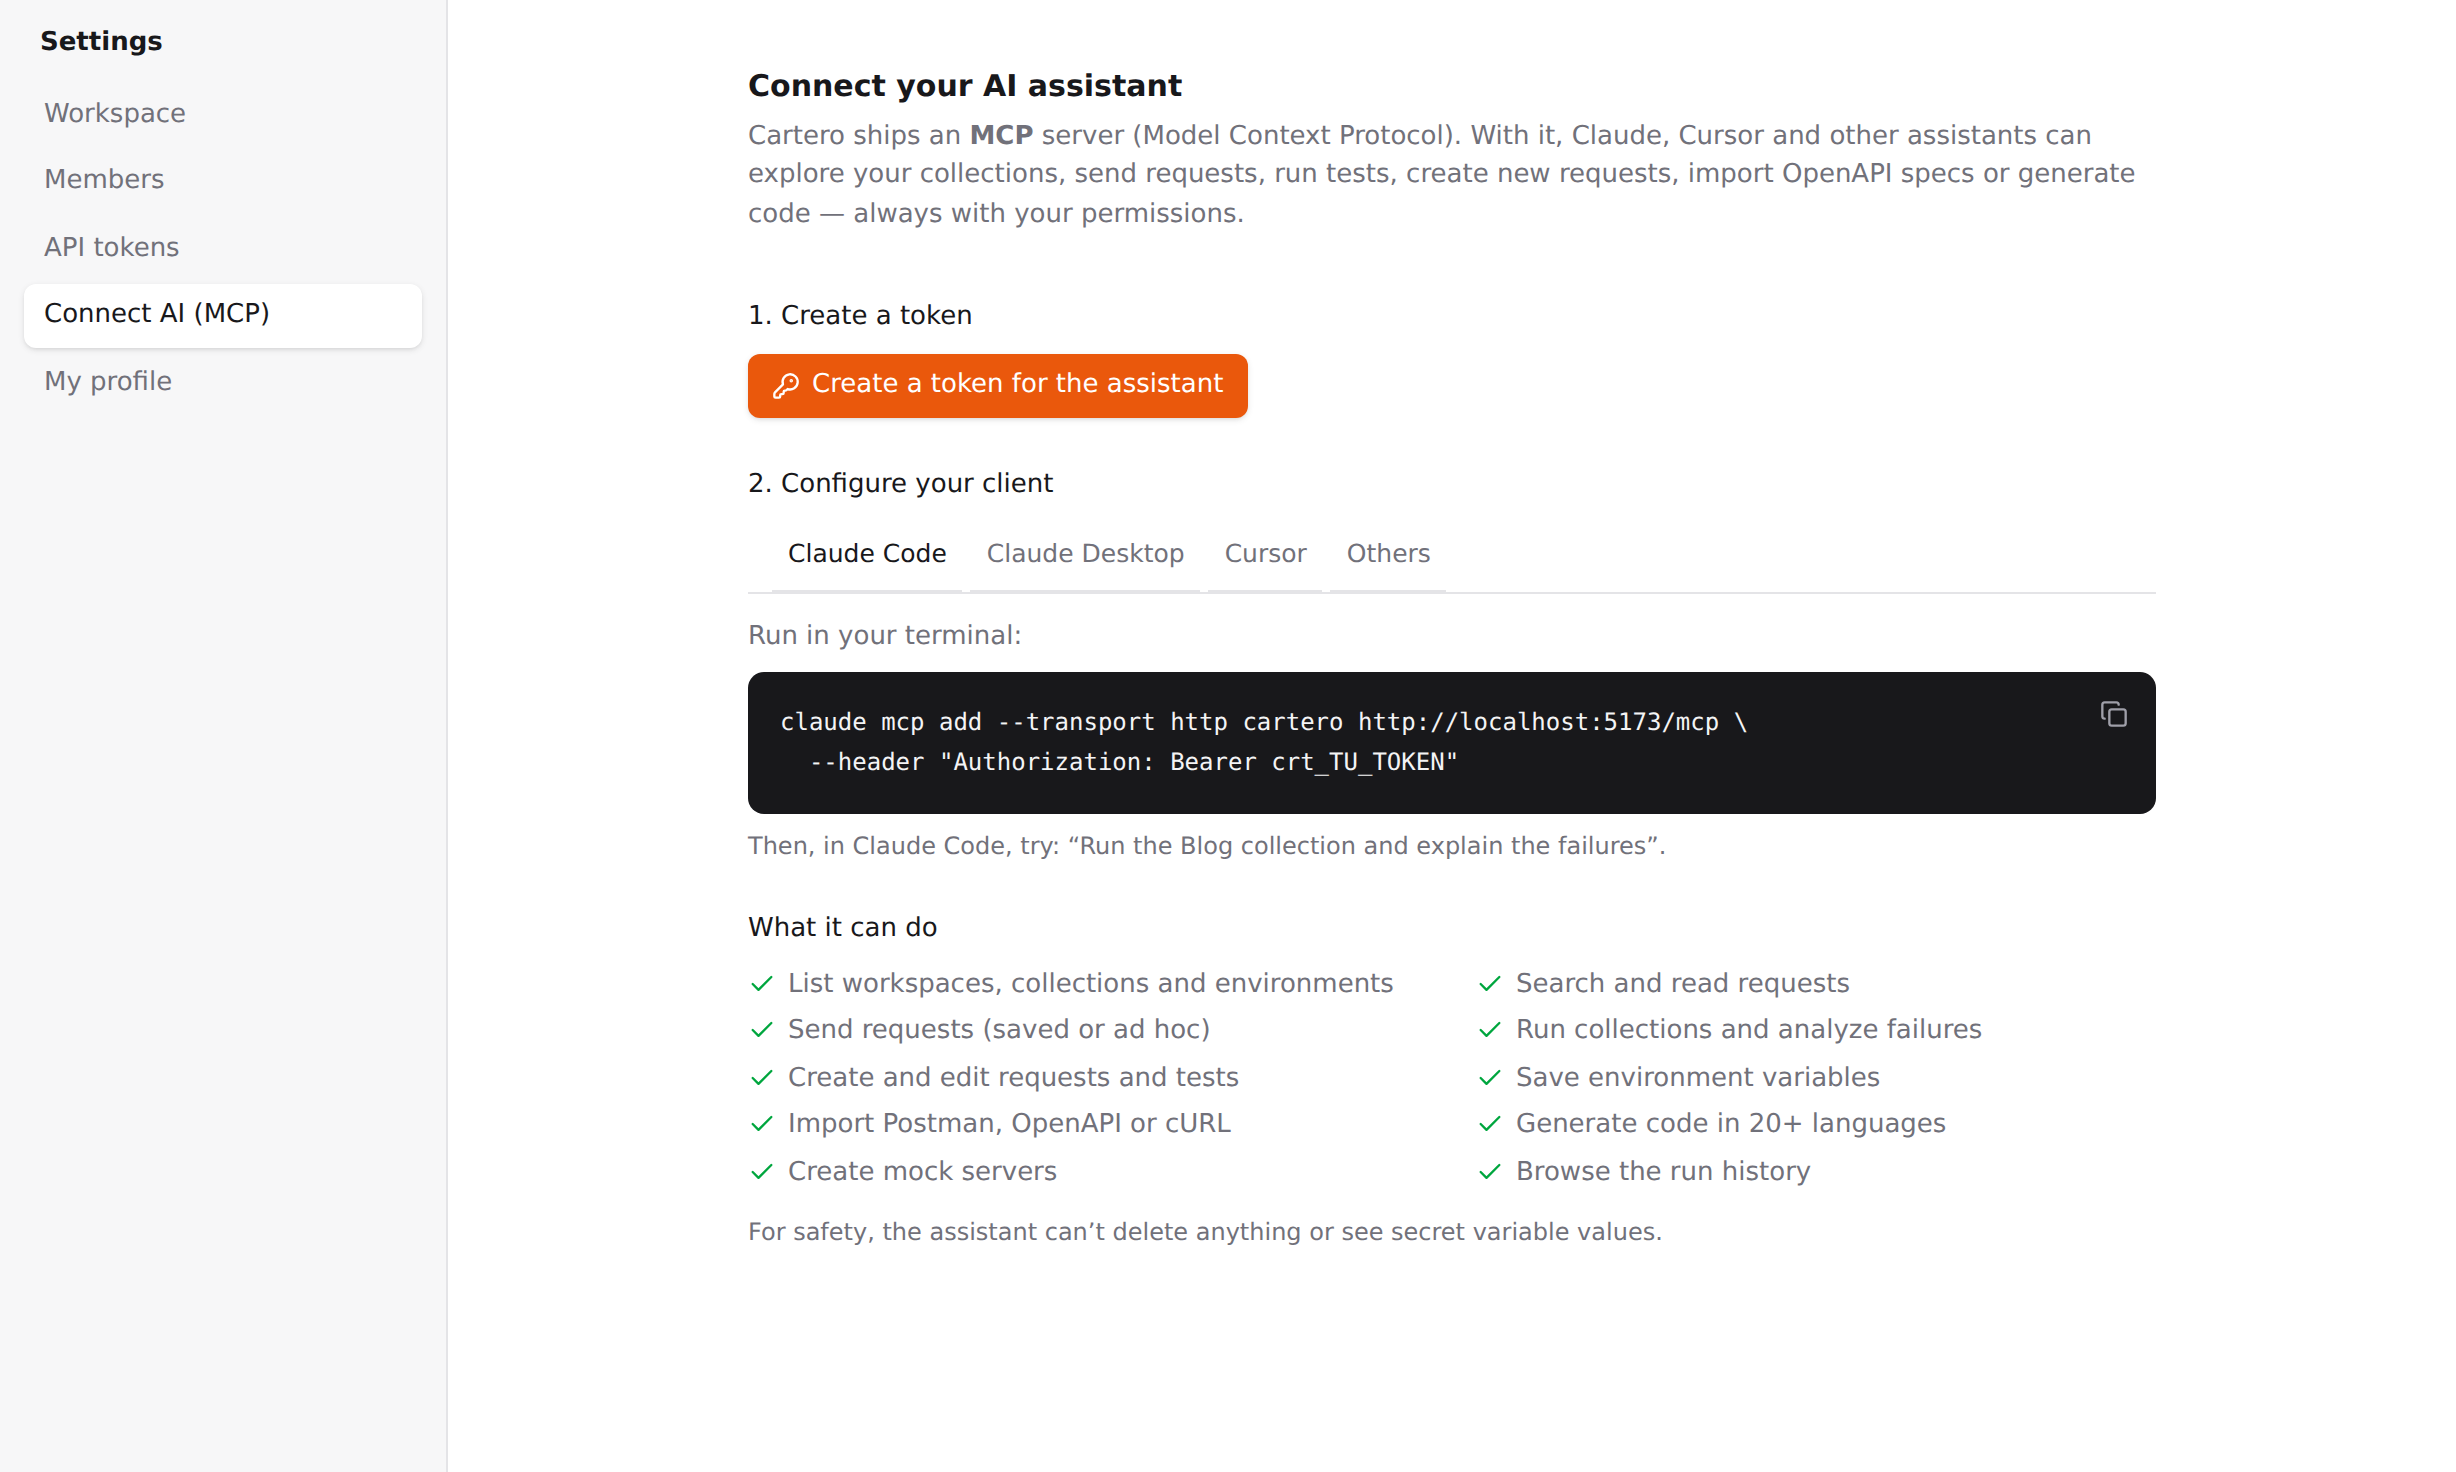 Settings
Workspace
Members
API tokens
Connect AI (MCP)
My profile
Connect your AI assistant
Cartero ships an MCP server (Model Context Protocol). With it, Claude, Cursor and other assistants can
explore your collections, send requests, run tests, create new requests, import OpenAPI specs or generate
code — always with your permissions.
1. Create a token
Create a token for the assistant
2. Configure your client
Claude Code
Claude Desktop
Cursor
Others
Run in your terminal:
claude mcp add --transport http cartero http://localhost:5173/mcp \
  --header "Authorization: Bearer crt_TU_TOKEN"
Then, in Claude Code, try: “Run the Blog collection and explain the failures”.
What it can do
List workspaces, collections and environments
Search and read requests
Send requests (saved or ad hoc)
Run collections and analyze failures
Create and edit requests and tests
Save environment variables
Import Postman, OpenAPI or cURL
Generate code in 20+ languages
Create mock servers
Browse the run history
For safety, the assistant can’t delete anything or see secret variable values.